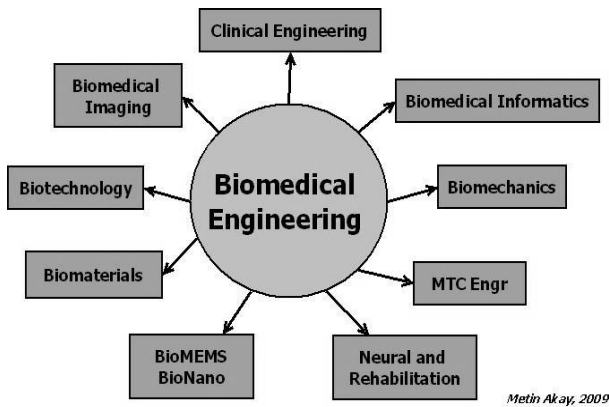 Clinical Engineering
Biomedical
Imaging
Biomedical Informatics
Biotechnology
Biomedical
Engineering
Biomechanics
Biomaterials
MTC Engr
BioMEMS
BioNano
Neural and
Rehabilitation
Metin Akay, 2009